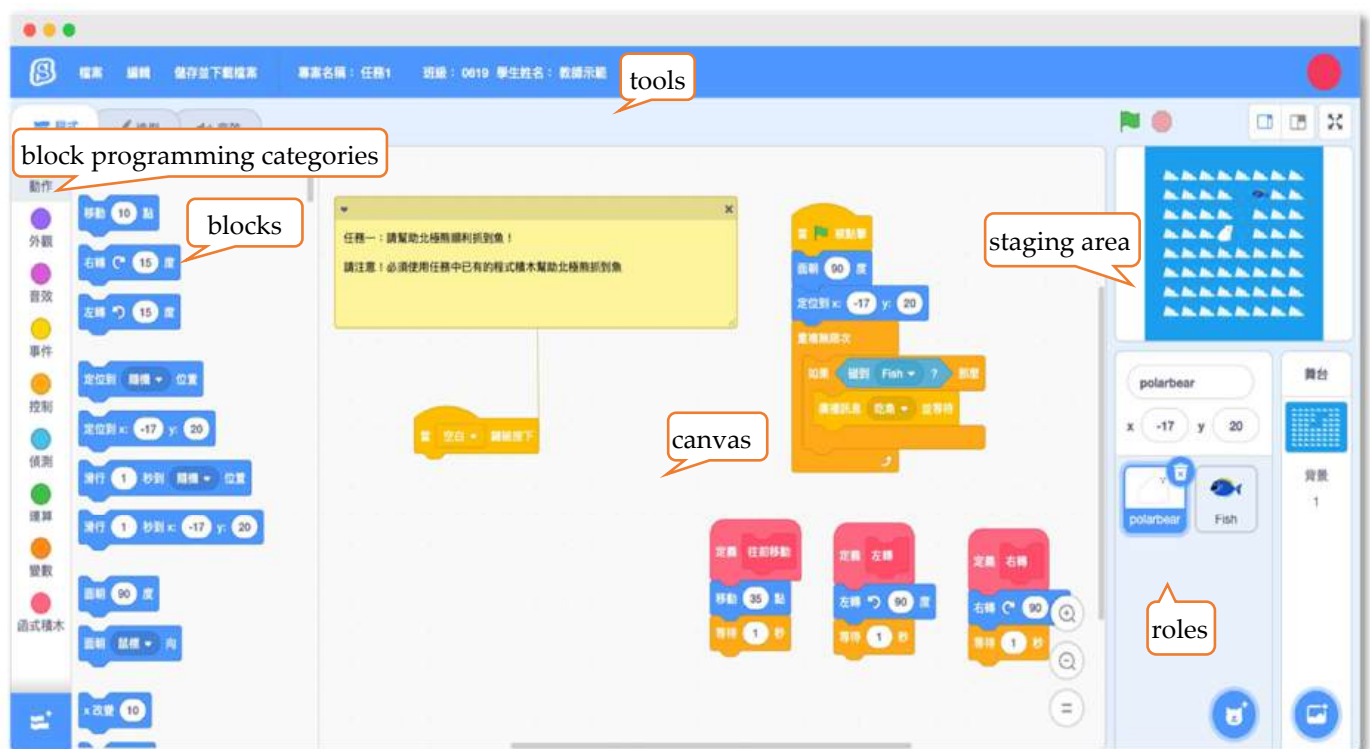 檔案 編輯 儲存並下載檔案 專案名稱：任務1 班級：0619 學生姓名：教師示範
tools
程式 造型 音效
block programming categories
動作
外觀
音效
事件
控制
偵測
運算
變數
函式積木
移動 10 點
blocks
右轉 15 度
左轉 15 度
定位到 隨機 位置
定位到 x: -17 y: 20
滑行 1 秒到 隨機 位置
滑行 1 秒到 x: -17 y: 20
面朝 90 度
面朝 鼠標 向
x 改變 10
任務一：請幫助北極熊順利抓到魚！
請注意！必須使用任務中已有的程式積木幫助北極熊抓到魚
當 空白 鍵被按下
canvas
當 被點擊
面朝 90 度
定位到 x: -17 y: 20
重複無限次
如果 碰到 Fish ? 那麼
廣播訊息 吃魚 並等待
定義 往前移動
移動 35 點
等待 1 秒
定義 左轉
左轉 90 度
等待 1 秒
定義 右轉
右轉 90
等待 1 秒
staging area
polarbear
x -17 y 20
polarbear
Fish
roles
舞台
背景
1